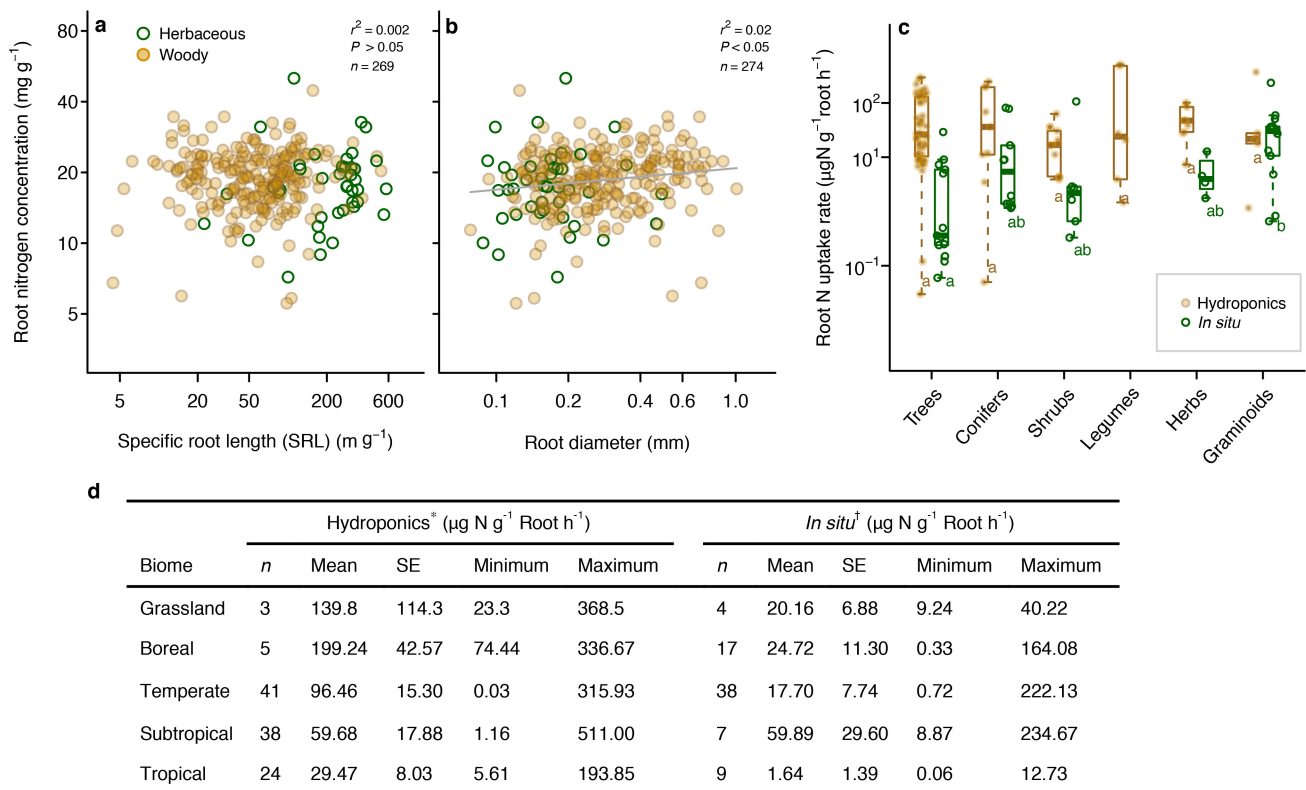 a
Herbaceous
Woody
r² = 0.002
P > 0.05
n = 269
Root nitrogen concentration (mg g⁻¹)
80
40
20
10
5
5 20 50 200 600
Specific root length (SRL) (m g⁻¹)
b
r² = 0.02
P < 0.05
n = 274
0.1 0.2 0.4 0.6 1.0
Root diameter (mm)
c
Root N uptake rate (µgN g⁻¹root h⁻¹)
10²
10¹
10⁻¹
a a a ab a ab a a ab a b
Hydroponics
In situ
Trees Conifers Shrubs Legumes Herbs Graminoids
d
Hydroponics* (µg N g⁻¹ Root h⁻¹) In situ† (µg N g⁻¹ Root h⁻¹)
Biome n Mean SE Minimum Maximum n Mean SE Minimum Maximum
Grassland 3 139.8 114.3 23.3 368.5 4 20.16 6.88 9.24 40.22
Boreal 5 199.24 42.57 74.44 336.67 17 24.72 11.30 0.33 164.08
Temperate 41 96.46 15.30 0.03 315.93 38 17.70 7.74 0.72 222.13
Subtropical 38 59.68 17.88 1.16 511.00 7 59.89 29.60 8.87 234.67
Tropical 24 29.47 8.03 5.61 193.85 9 1.64 1.39 0.06 12.73